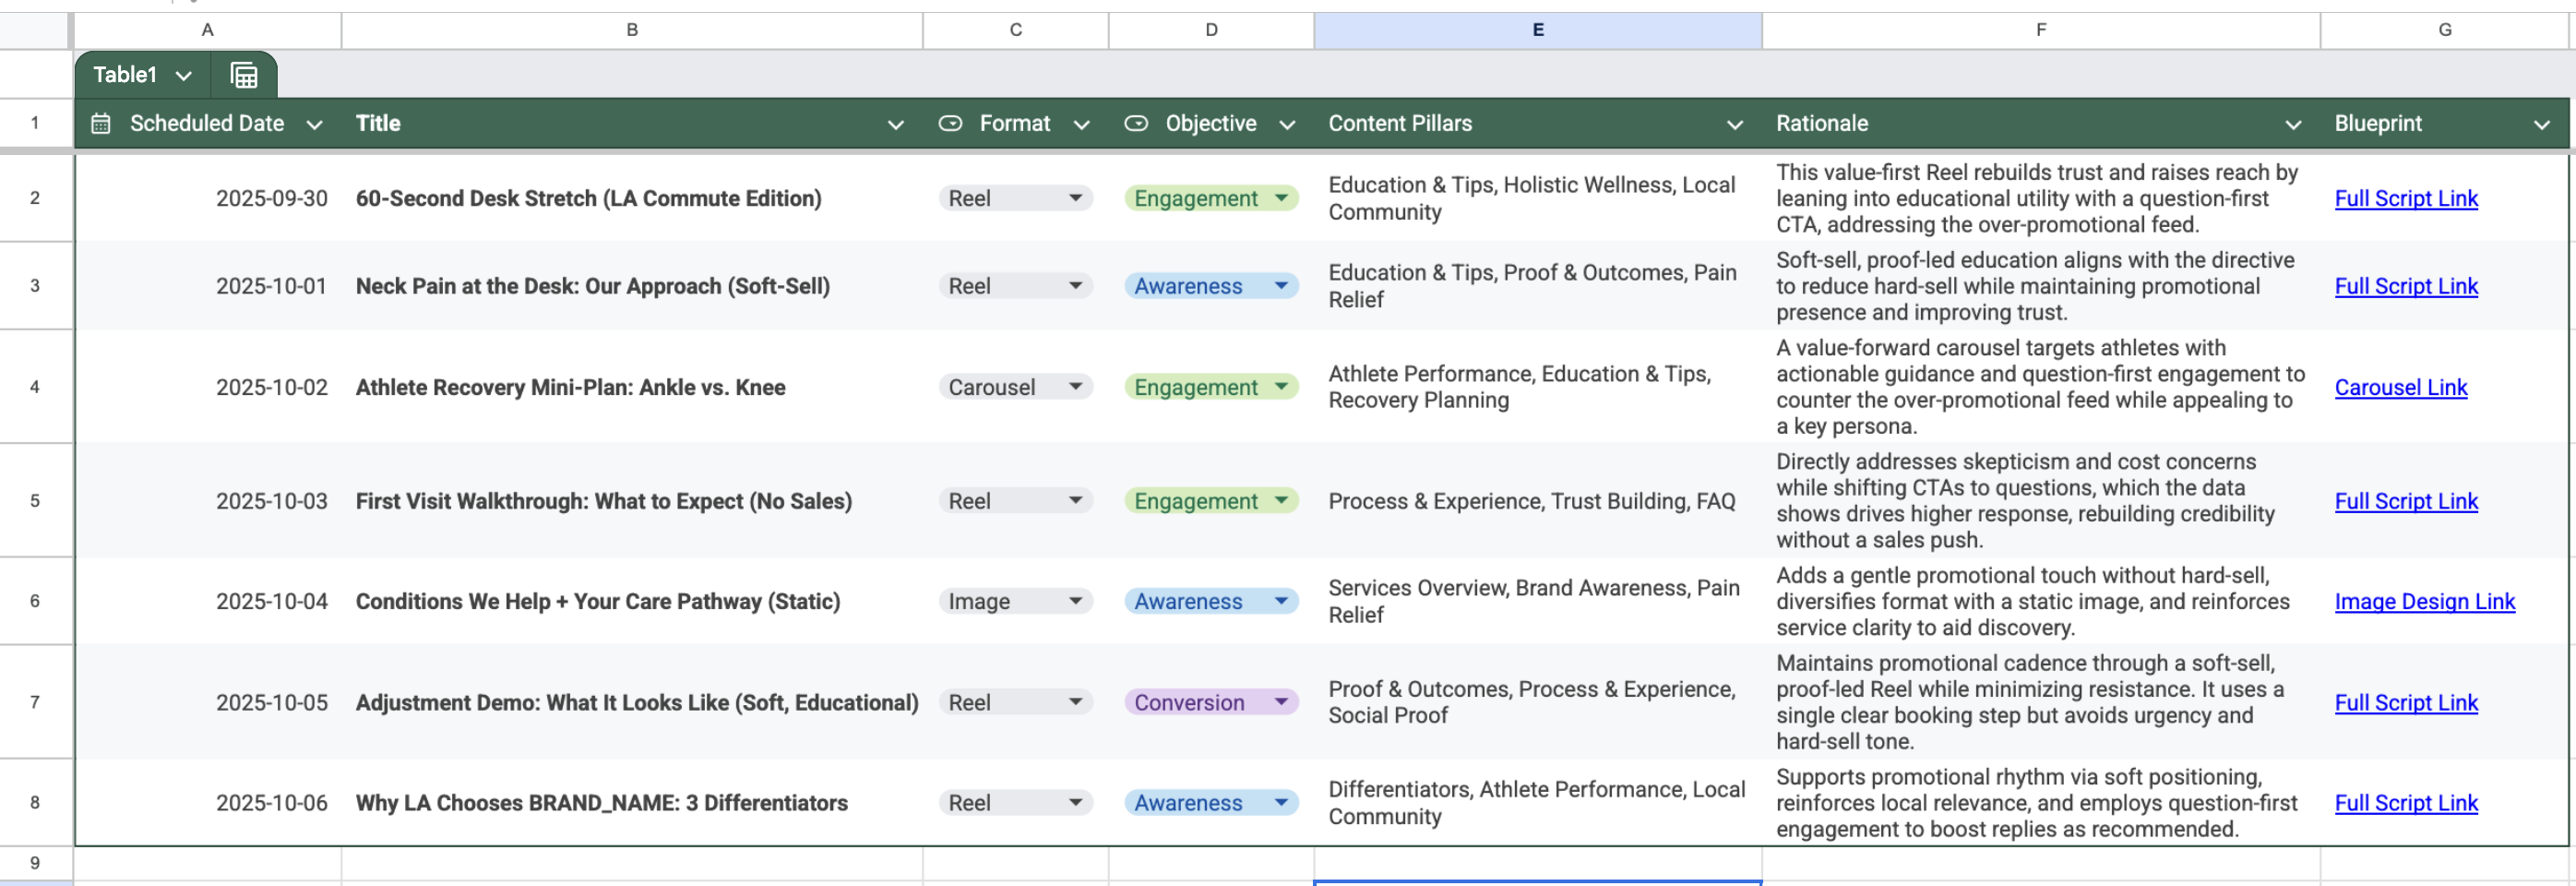 A B C D E F G
Table1
1 Scheduled Date Title Format Objective Content Pillars Rationale Blueprint
2 2025-09-30 60-Second Desk Stretch (LA Commute Edition) Reel Engagement
Education & Tips, Holistic Wellness, Local
Community
This value-first Reel rebuilds trust and raises reach by
leaning into educational utility with a question-first
CTA, addressing the over-promotional feed.
Full Script Link
3 2025-10-01 Neck Pain at the Desk: Our Approach (Soft-Sell) Reel Awareness
Education & Tips, Proof & Outcomes, Pain
Relief
Soft-sell, proof-led education aligns with the directive
to reduce hard-sell while maintaining promotional
presence and improving trust.
Full Script Link
4 2025-10-02 Athlete Recovery Mini-Plan: Ankle vs. Knee Carousel Engagement
Athlete Performance, Education & Tips,
Recovery Planning
A value-forward carousel targets athletes with
actionable guidance and question-first engagement to
counter the over-promotional feed while appealing to
a key persona.
Carousel Link
5 2025-10-03 First Visit Walkthrough: What to Expect (No Sales) Reel Engagement
Process & Experience, Trust Building, FAQ
Directly addresses skepticism and cost concerns
while shifting CTAs to questions, which the data
shows drives higher response, rebuilding credibility
without a sales push.
Full Script Link
6 2025-10-04 Conditions We Help + Your Care Pathway (Static) Image Awareness
Services Overview, Brand Awareness, Pain
Relief
Adds a gentle promotional touch without hard-sell,
diversifies format with a static image, and reinforces
service clarity to aid discovery.
Image Design Link
7 2025-10-05 Adjustment Demo: What It Looks Like (Soft, Educational) Reel Conversion
Proof & Outcomes, Process & Experience,
Social Proof
Maintains promotional cadence through a soft-sell,
proof-led Reel while minimizing resistance. It uses a
single clear booking step but avoids urgency and
hard-sell tone.
Full Script Link
8 2025-10-06 Why LA Chooses BRAND_NAME: 3 Differentiators Reel Awareness
Differentiators, Athlete Performance, Local
Community
Supports promotional rhythm via soft positioning,
reinforces local relevance, and employs question-first
engagement to boost replies as recommended.
Full Script Link
9